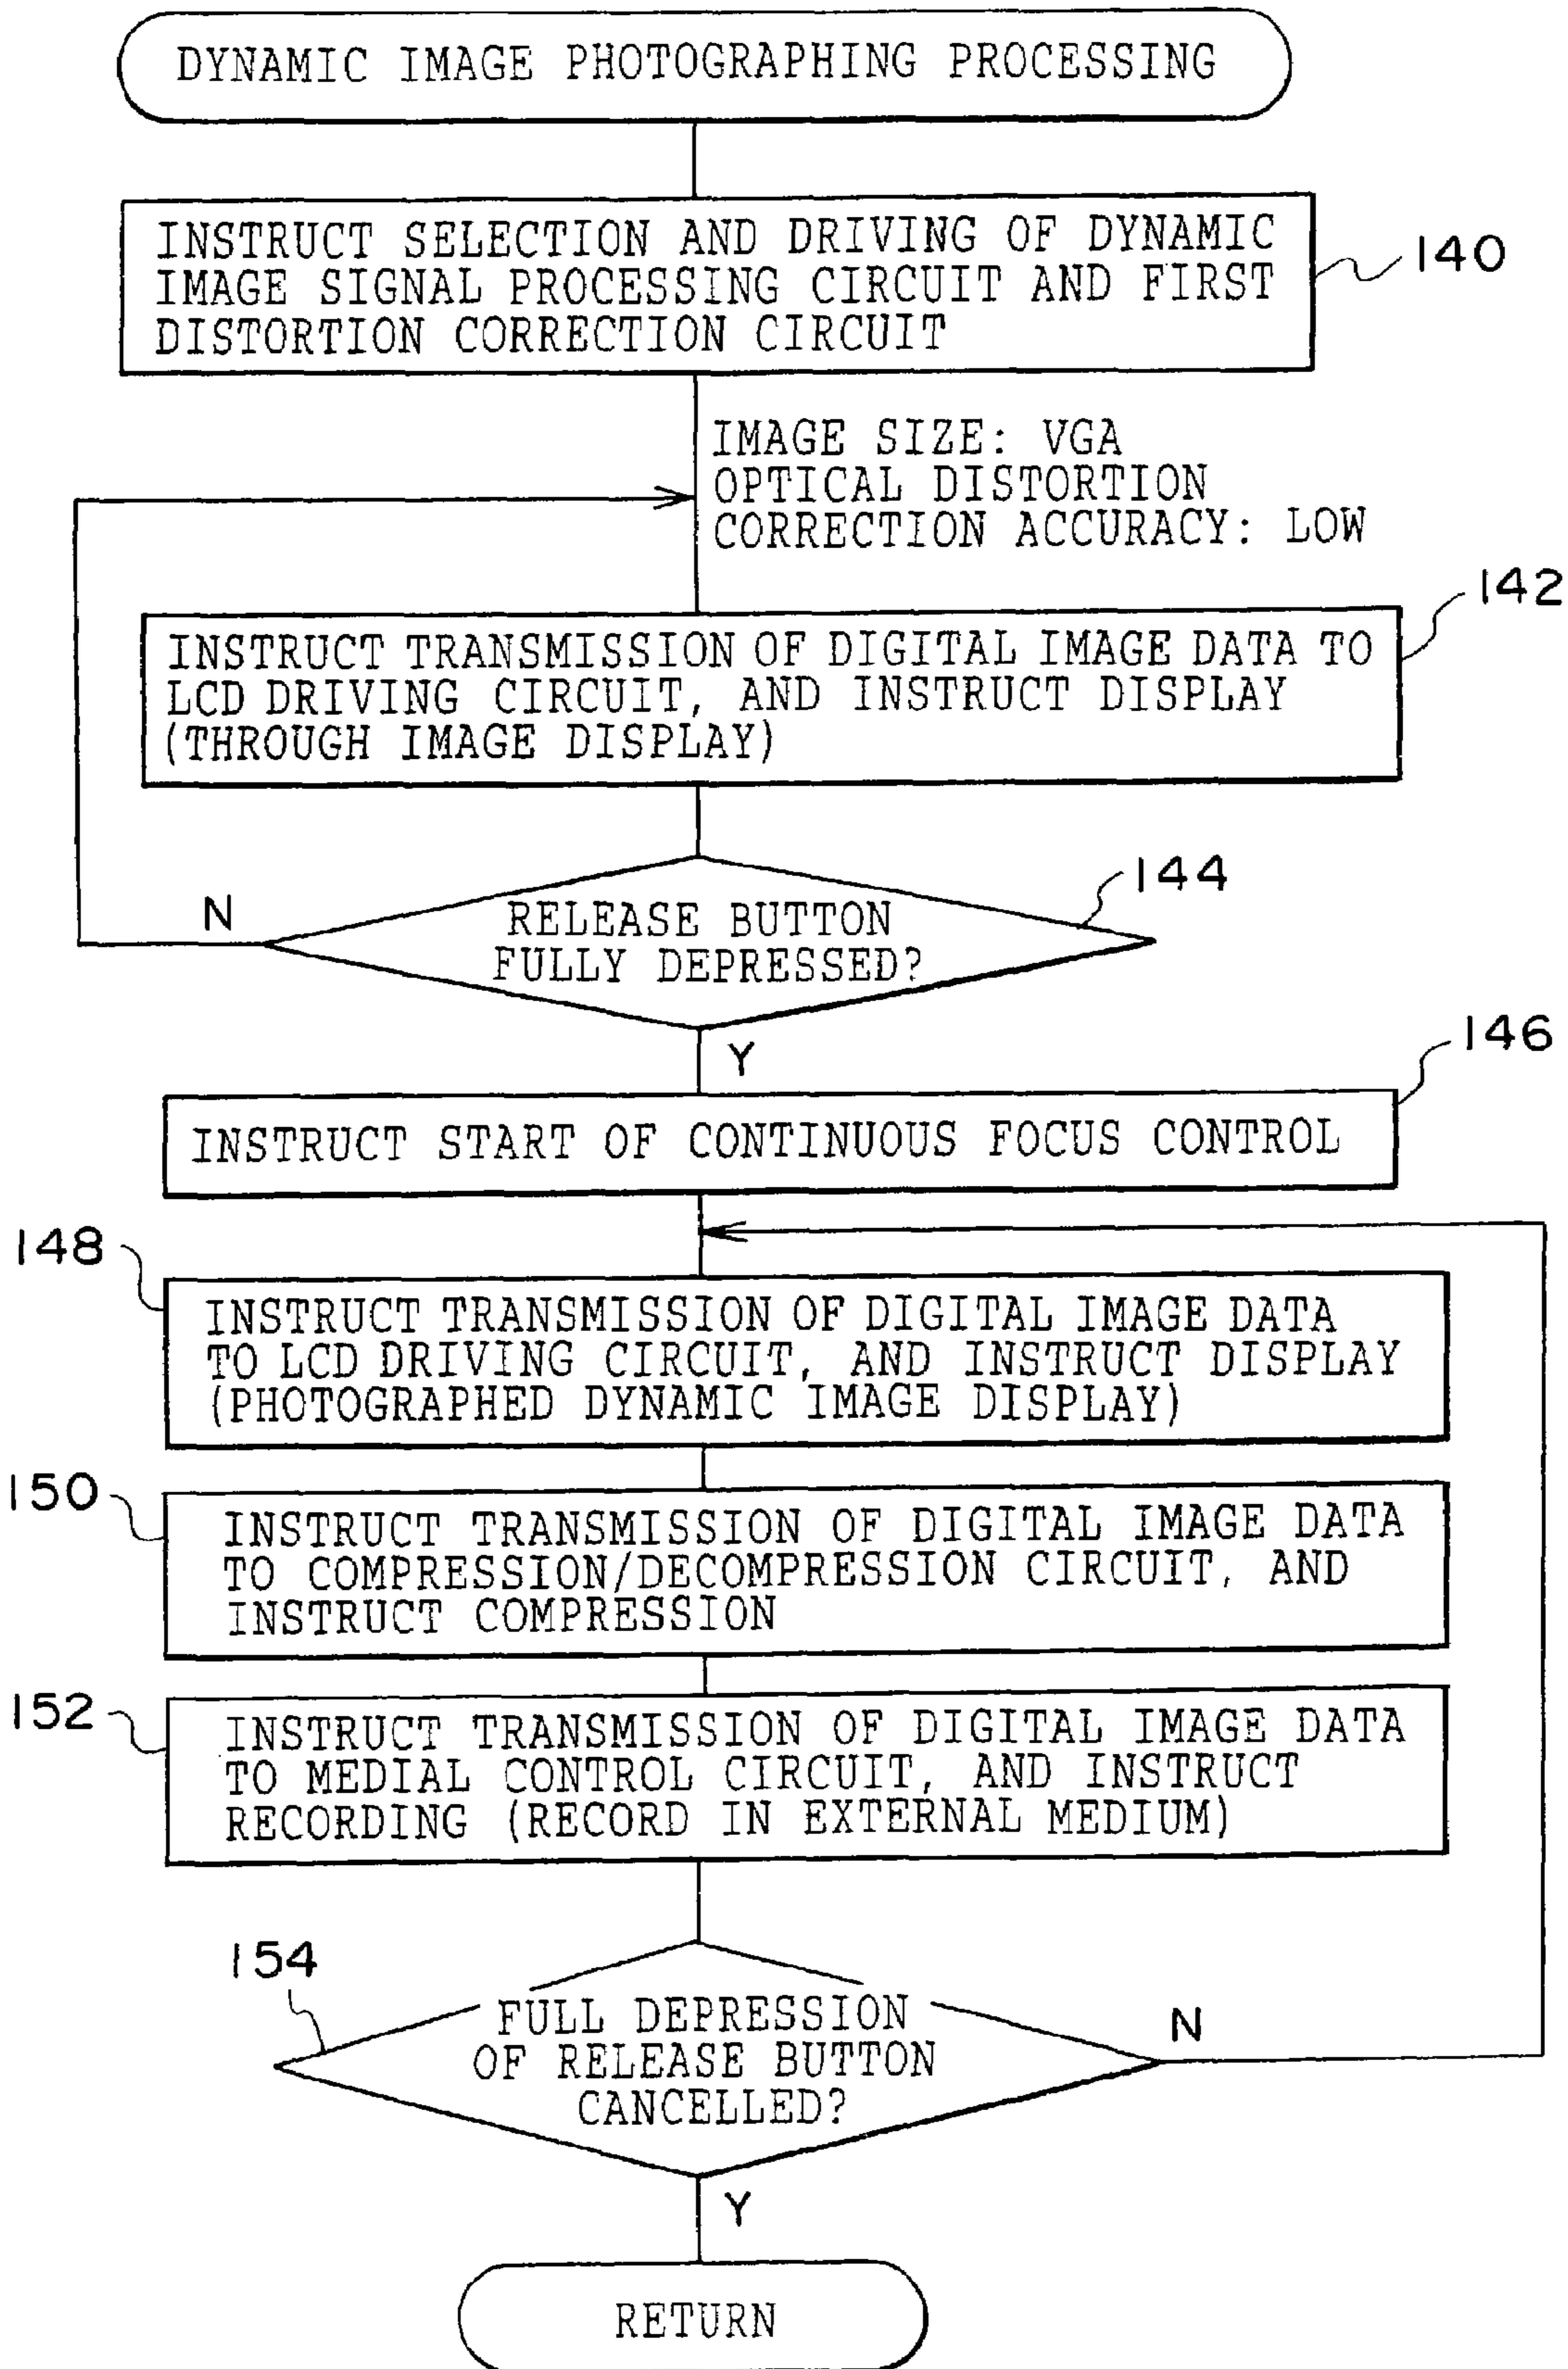 DYNAMIC IMAGE PHOTOGRAPHING PROCESSING
INSTRUCT SELECTION AND DRIVING OF DYNAMIC
IMAGE SIGNAL PROCESSING CIRCUIT AND FIRST
DISTORTION CORRECTION CIRCUIT
140
IMAGE SIZE: VGA
OPTICAL DISTORTION
CORRECTION ACCURACY: LOW
142
INSTRUCT TRANSMISSION OF DIGITAL IMAGE DATA TO
LCD DRIVING CIRCUIT, AND INSTRUCT DISPLAY
(THROUGH IMAGE DISPLAY)
144
N
RELEASE BUTTON
FULLY DEPRESSED?
Y
146
INSTRUCT START OF CONTINUOUS FOCUS CONTROL
148
INSTRUCT TRANSMISSION OF DIGITAL IMAGE DATA
TO LCD DRIVING CIRCUIT, AND INSTRUCT DISPLAY
(PHOTOGRAPHED DYNAMIC IMAGE DISPLAY)
150
INSTRUCT TRANSMISSION OF DIGITAL IMAGE DATA
TO COMPRESSION/DECOMPRESSION CIRCUIT, AND
INSTRUCT COMPRESSION
152
INSTRUCT TRANSMISSION OF DIGITAL IMAGE DATA
TO MEDIAL CONTROL CIRCUIT, AND INSTRUCT
RECORDING (RECORD IN EXTERNAL MEDIUM)
154
FULL DEPRESSION
OF RELEASE BUTTON
CANCELLED?
N
Y
RETURN